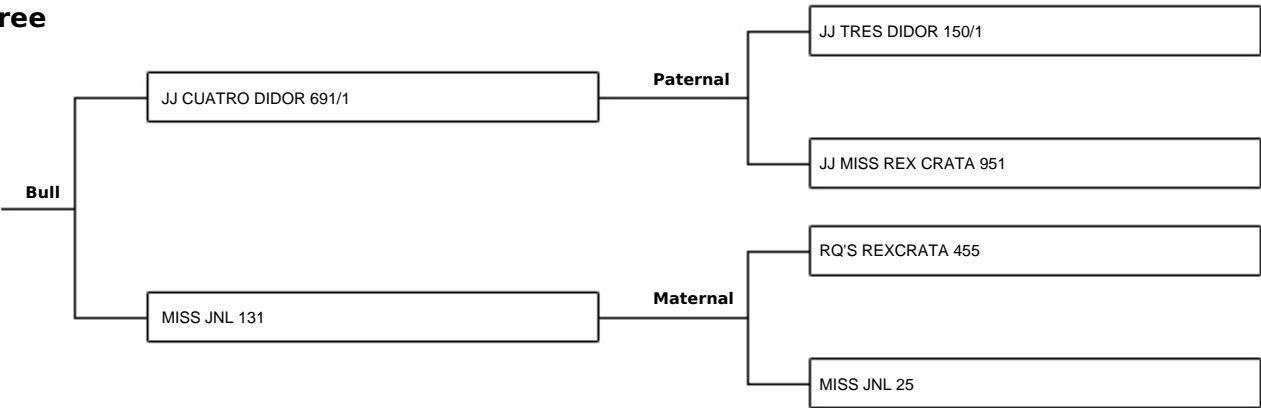 ree
JJ TRES DIDOR 150/1
Paternal
JJ CUATRO DIDOR 691/1
JJ MISS REX CRATA 951
Bull
RQ'S REXCRATA 455
Maternal
MISS JNL 131
MISS JNL 25